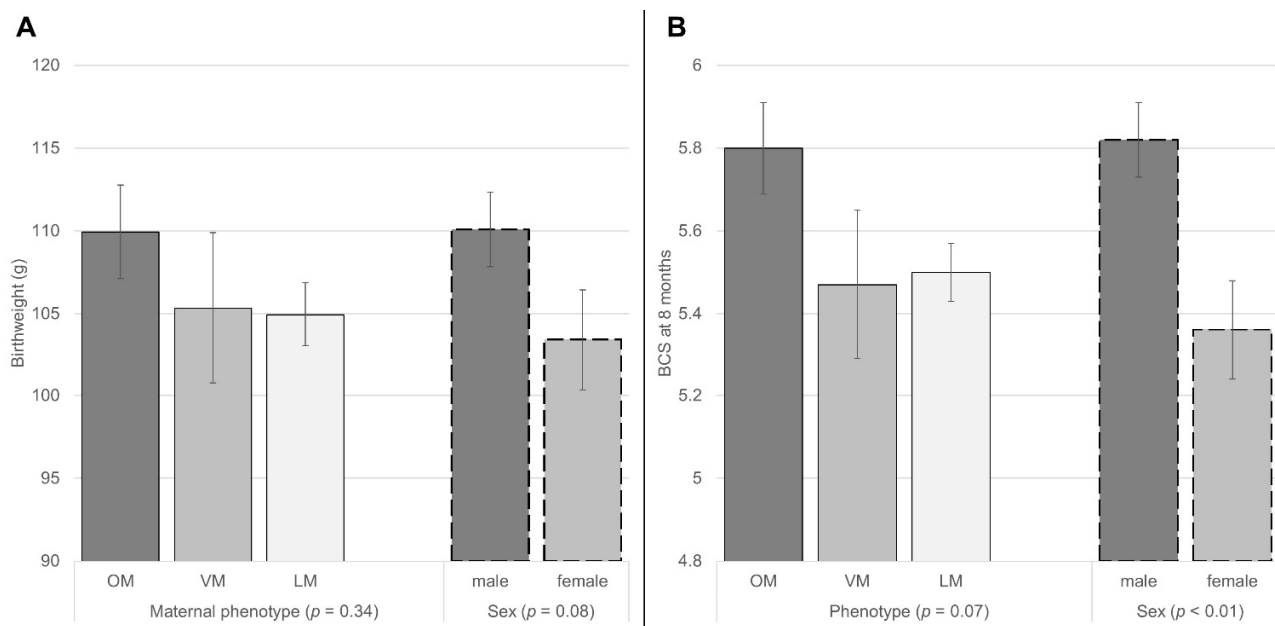 A
Birthweight (g)
120
115
110
105
100
95
90
OM VM LM male female
Maternal phenotype (p = 0.34) Sex (p = 0.08)
B
BCS at 8 months
6
5.8
5.6
5.4
5.2
5
4.8
OM VM LM male female
Phenotype (p = 0.07) Sex (p < 0.01)